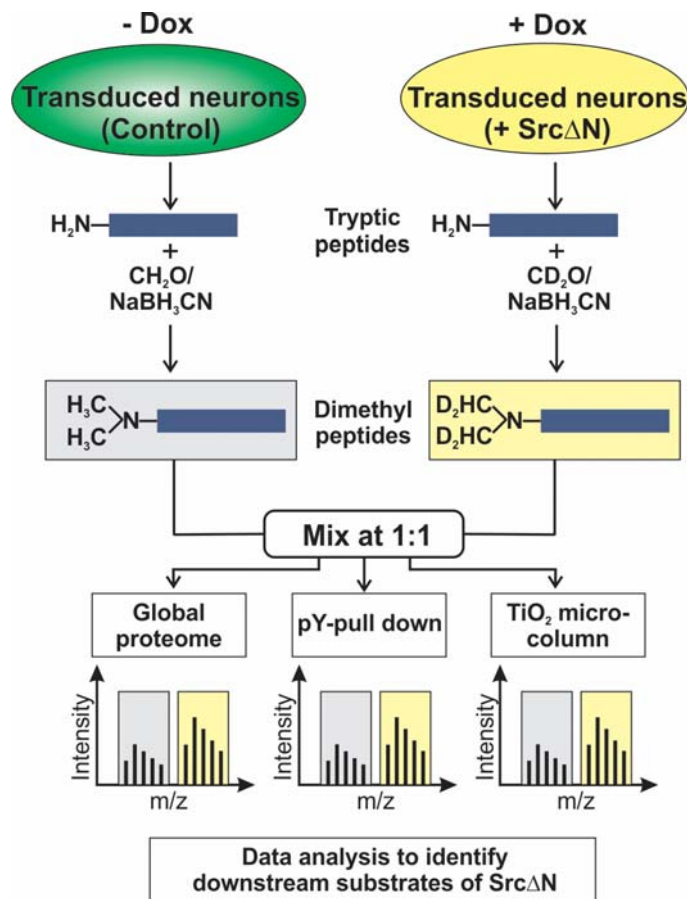 - Dox
+ Dox
Transduced neurons
(Control)
Transduced neurons
(+ SrcΔN)
H₂N
Tryptic
peptides
H₂N
+
CH₂O/
NaBH₃CN
+
CD₂O/
NaBH₃CN
H₃C
H₃C
N
Dimethyl
peptides
D₂HC
D₂HC
N
Mix at 1:1
Global
proteome
pY-pull down
TiO₂ micro-
column
Intensity
m/z
Intensity
m/z
Intensity
m/z
Data analysis to identify
downstream substrates of SrcΔN